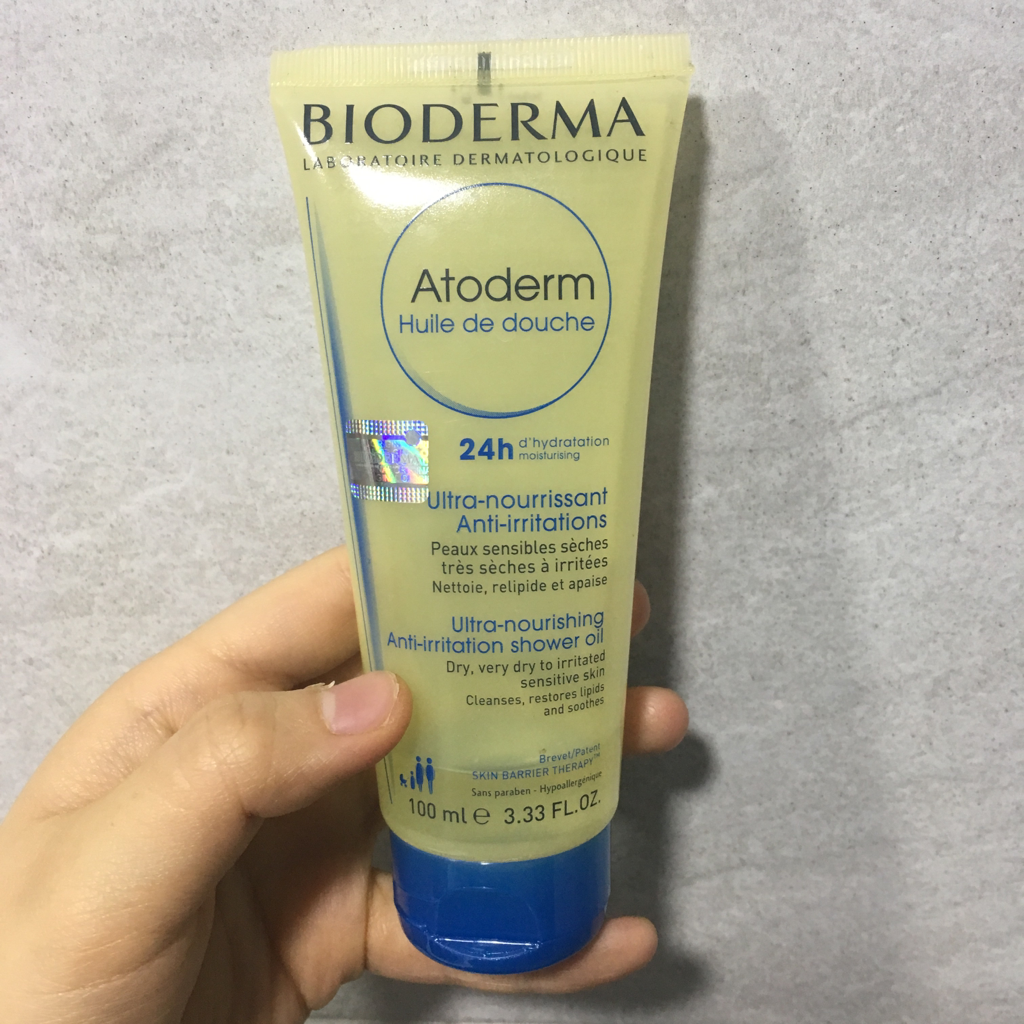 BIODERMA
LABORATOIRE DERMATOLOGIQUE
Atoderm
Huile de douche
24h d'hydratation
moisturising
Ultra-nourrissant
Anti-irritations
Peaux sensibles sèches
très sèches à irritées
Nettoie, relipide et apaise
Ultra-nourishing
Anti-irritation shower oil
Dry, very dry to irritated
sensitive skin
Cleanses, restores lipids
and soothes
Brevet/Patent
SKIN BARRIER THERAPY™
Sans paraben - Hypoallergénique
100 ml e 3.33 FL.OZ.